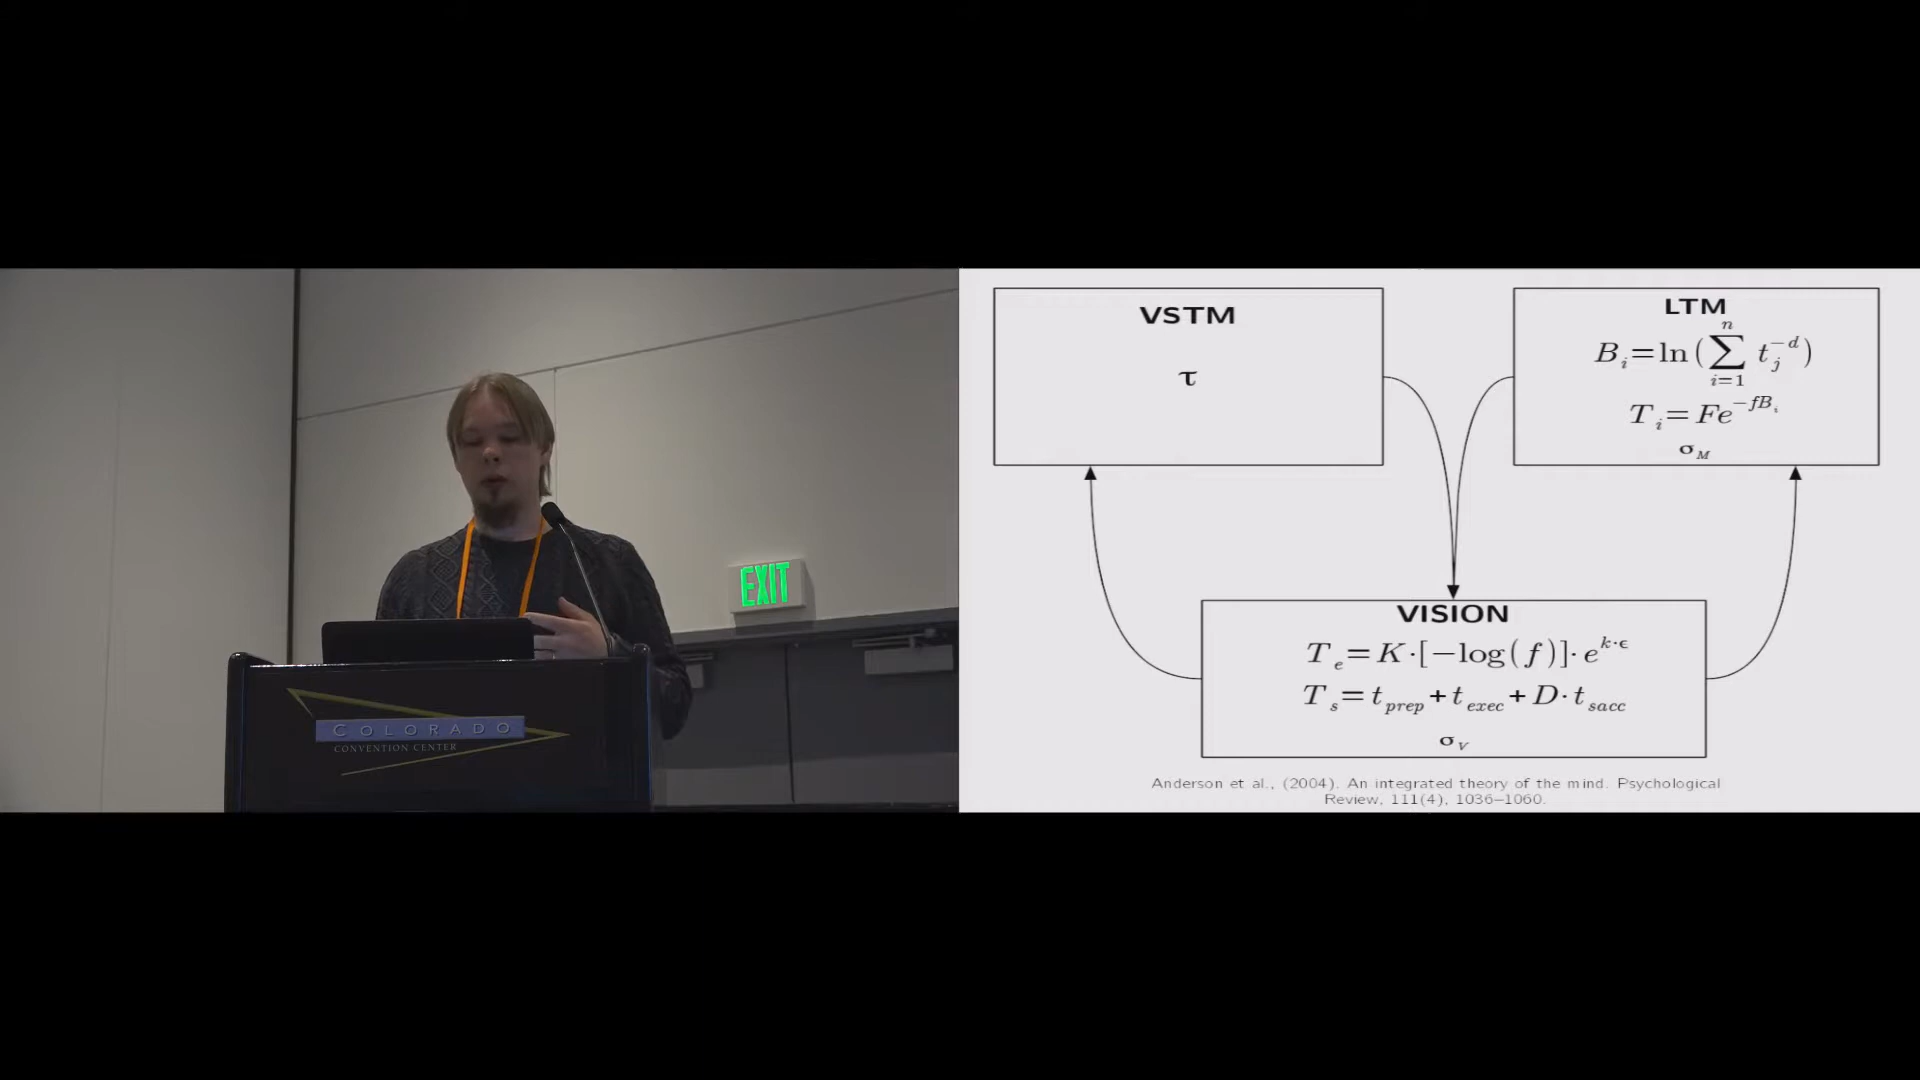 EXIT
COLORADO
CONVENTION CENTER
VSTM
τ
LTM
B_i=ln(∑_{i=1}^{n} t_j^{-d})
T_i=Fe^{-fB_i}
σ_M
VISION
T_e=K·[−log(f)]·e^{k·ϵ}
T_s=t_prep+t_exec+D·t_sacc
σ_V
Anderson et al., (2004). An integrated theory of the mind. Psychological
Review, 111(4), 1036–1060.